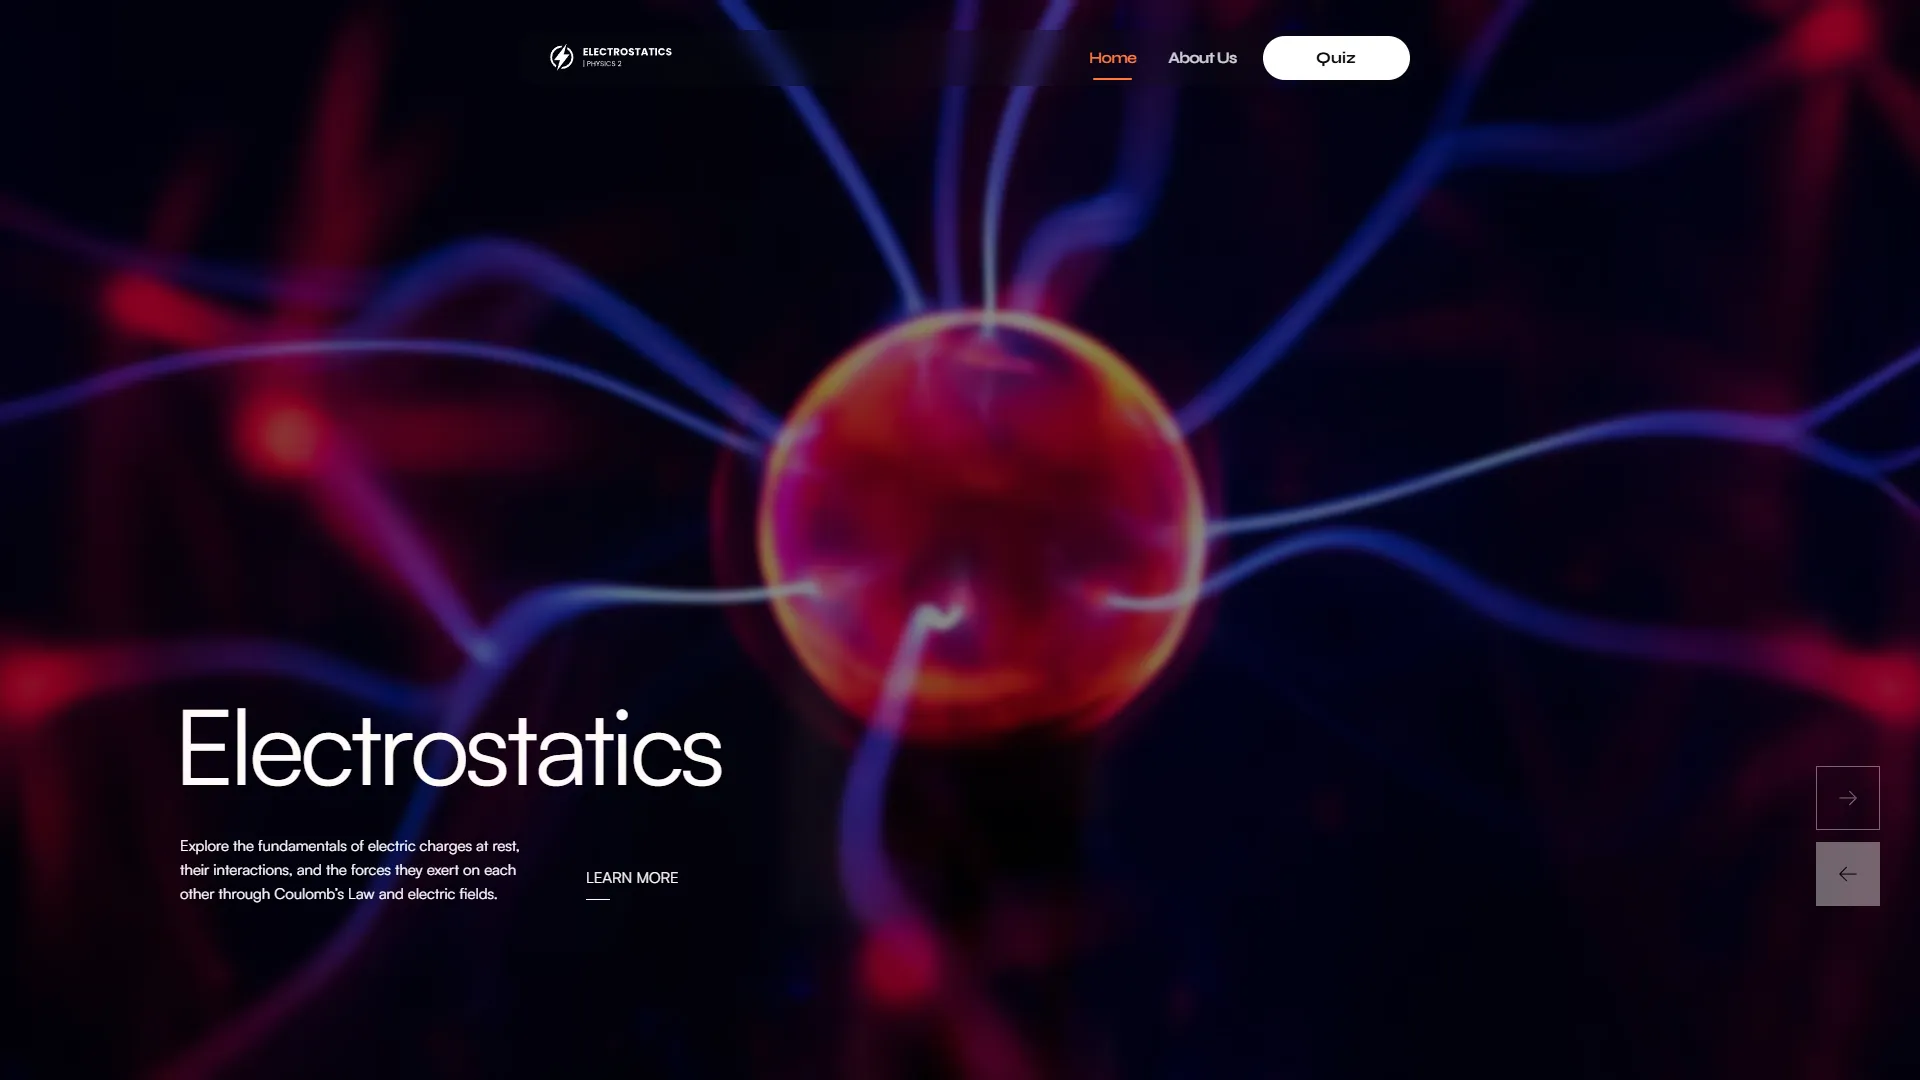 ELECTROSTATICS
| PHYSICS 2
Home
About Us
Quiz
Electrostatics
Explore the fundamentals of electric charges at rest,
their interactions, and the forces they exert on each
other through Coulomb's Law and electric fields.
LEARN MORE